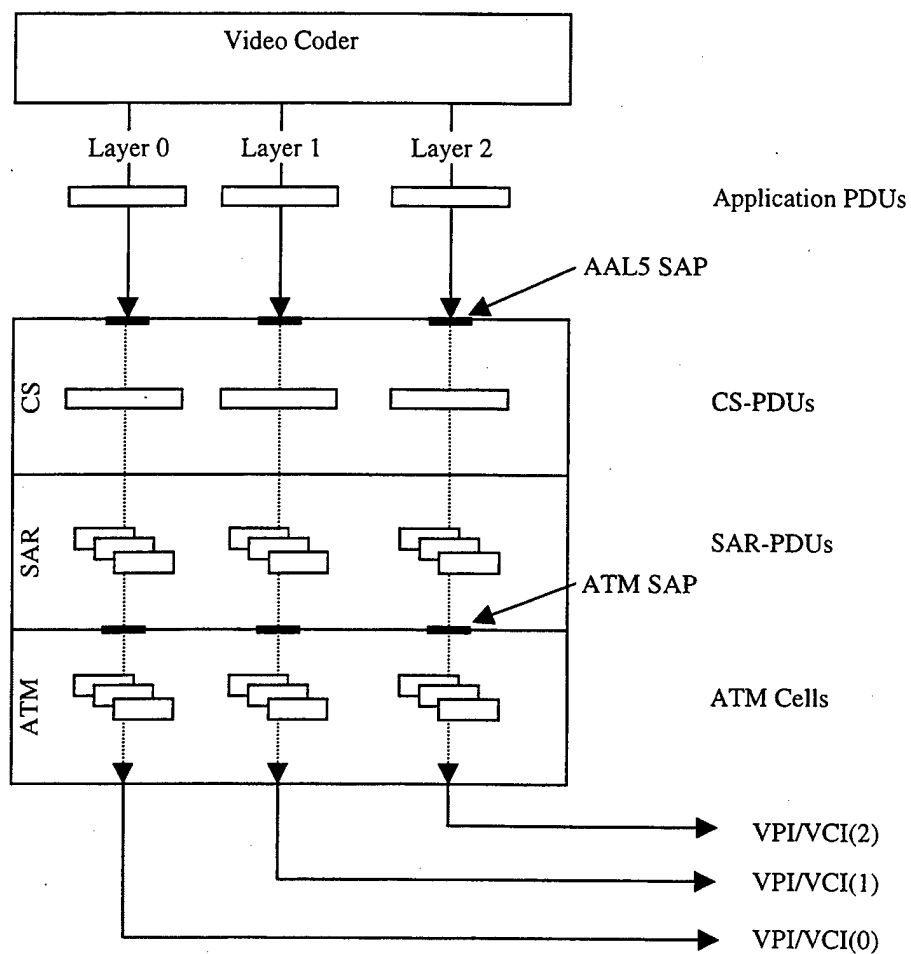 Video Coder
Layer 0
Layer 1
Layer 2
Application PDUs
AAL5 SAP
CS
CS-PDUs
SAR
SAR-PDUs
ATM SAP
ATM
ATM Cells
VPI/VCI(2)
VPI/VCI(1)
VPI/VCI(0)